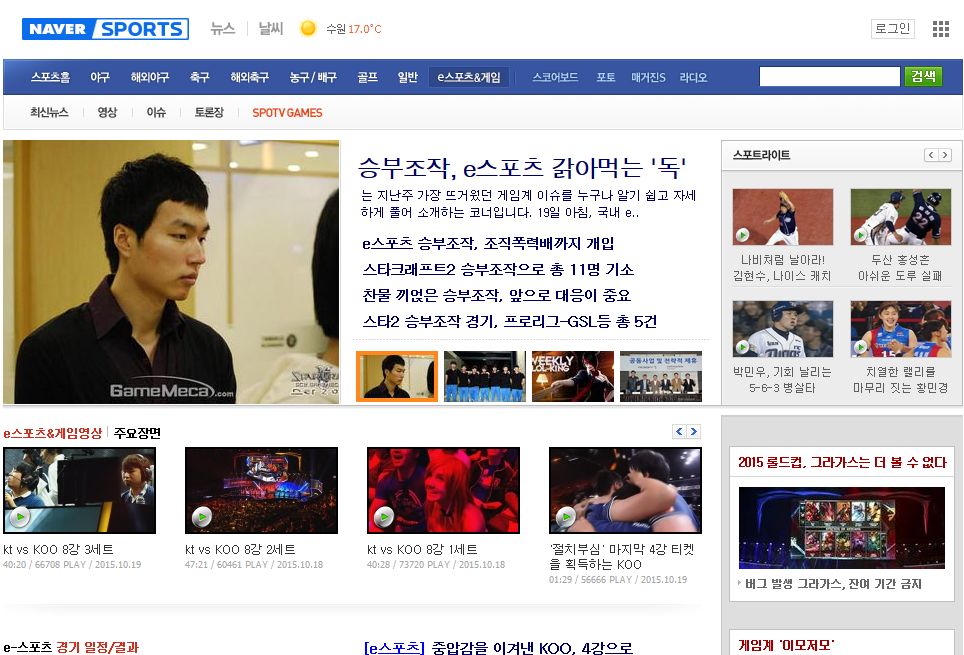 NAVER SPORTS 뉴스 날씨 수원 17.0℃ 로그인
스포츠홈 야구 해외야구 축구 해외축구 농구/배구 골프 일반 e스포츠&게임 스코어보드 포토 매거진S 라디오 검색
최신뉴스 영상 이슈 토론장 SPOTV GAMES
승부조작, e스포츠 갉아먹는 '독'
는 지난주 가장 뜨거웠던 게임계 이슈를 누구나 알기 쉽고 자세
하게 풀어 소개하는 코너입니다. 19일 아침, 국내 e..
e스포츠 승부조작, 조직폭력배까지 개입
스타크래프트2 승부조작으로 총 11명 기소
찬물 끼얹은 승부조작, 앞으로 대응이 중요
스타2 승부조작 경기, 프로리그-GSL등 총 5건
GameMeca.com
WEEKLY
LOL-KING
공동사업 및 전략적 제휴
스포트라이트
나비처럼 날아라!
김현수, 나이스 캐치
두산 홍성흔
아쉬운 도루 실패
박민우, 기회 날리는
5-6-3 병살타
치열한 랠리를
마무리 짓는 황민경
e스포츠&게임영상 주요장면
kt vs KOO 8강 3세트
40:20 / 66708 PLAY / 2015.10.19
kt vs KOO 8강 2세트
47:21 / 60461 PLAY / 2015.10.18
kt vs KOO 8강 1세트
40:28 / 73720 PLAY / 2015.10.18
'절치부심' 마지막 4강 티켓
을 획득하는 KOO
01:29 / 56666 PLAY / 2015.10.19
2015 롤드컵, 그라가스는 더 볼 수 없다
버그 발생 그라가스, 잔여 기간 금지
e-스포츠 경기 일정/결과
[e스포츠] 중압감을 이겨낸 KOO, 4강으로
게임계 '이모저모'